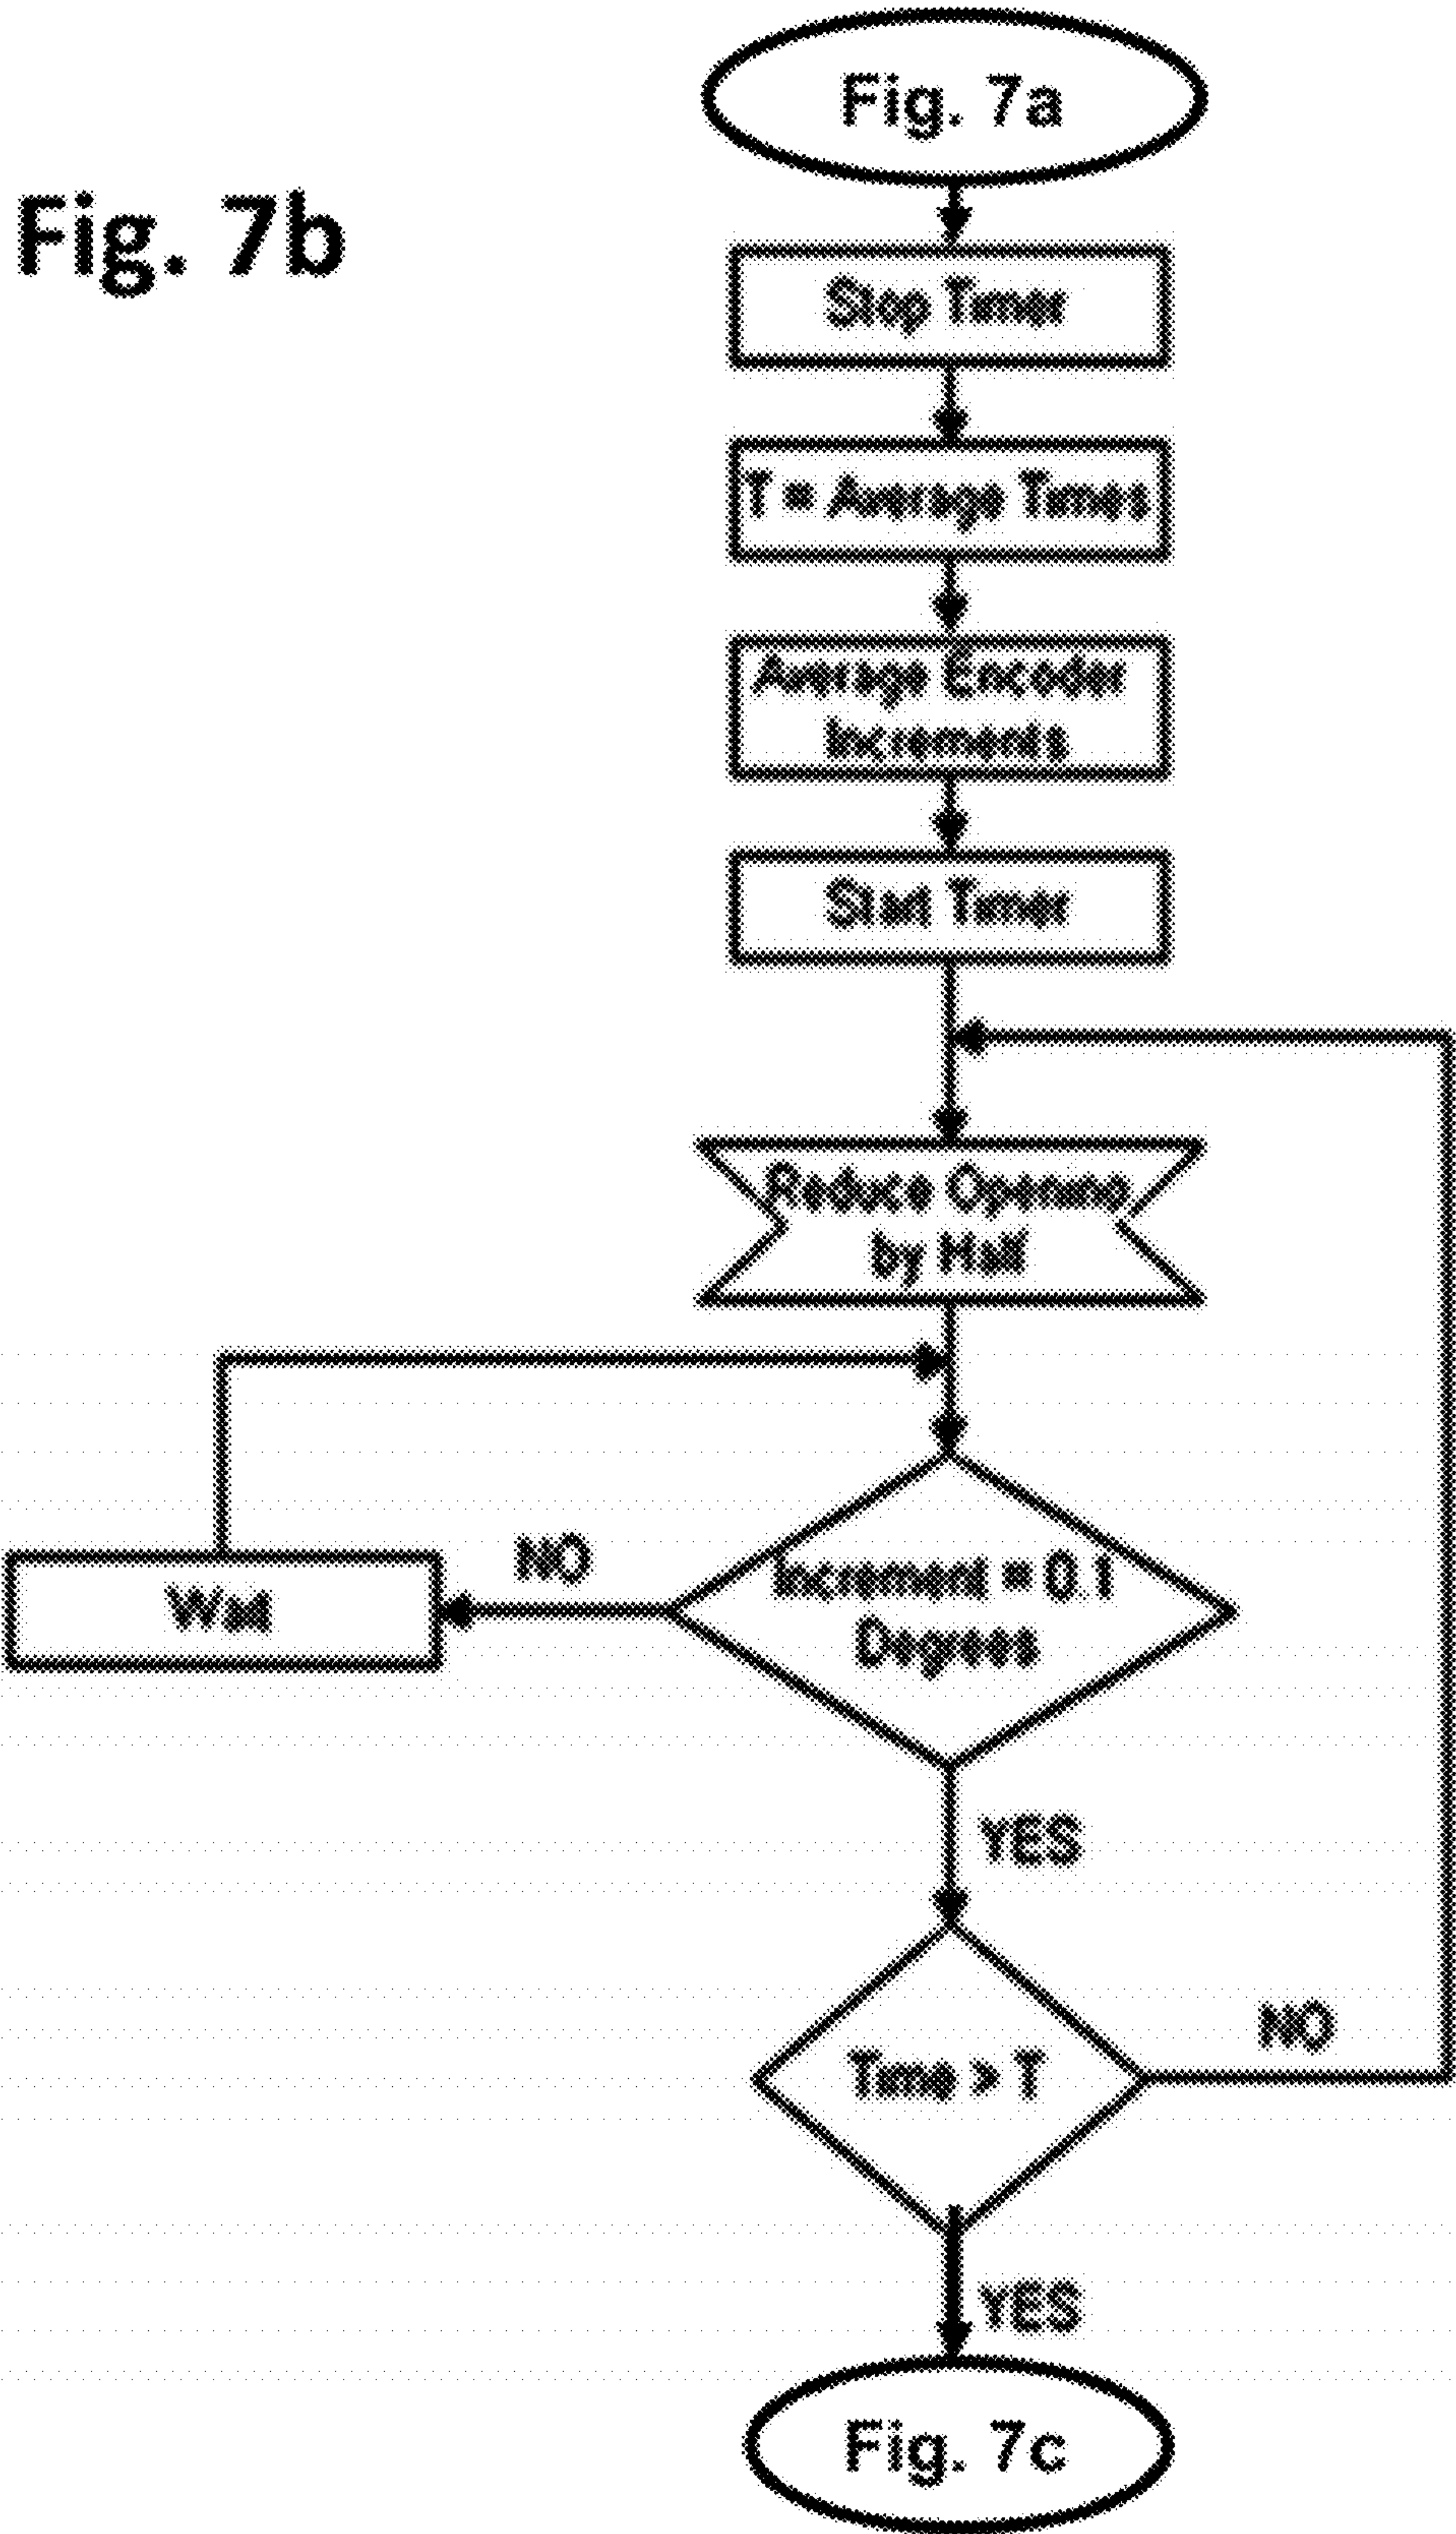 Fig. 7a
Fig. 7b
Stop Timer
T = Average Times
Average Encoder
Increments
Start Timer
Reduce Opening
by Half
Increment = 0.1
Degrees
NO
Wait
YES
Time > T
NO
YES
Fig. 7c